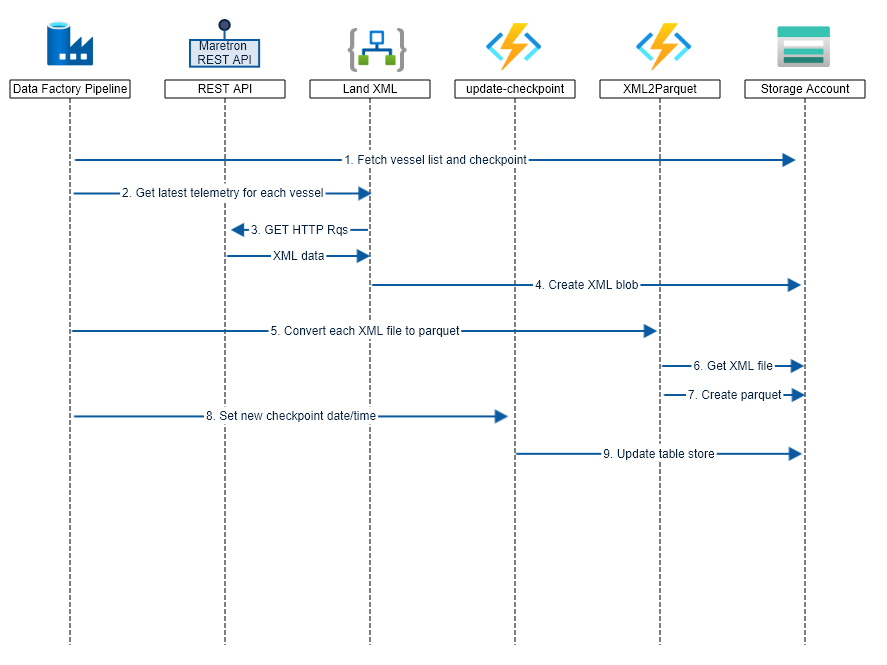 Maretron
REST API
Data Factory Pipeline
REST API
Land XML
update-checkpoint
XML2Parquet
Storage Account
1. Fetch vessel list and checkpoint
2. Get latest telemetry for each vessel
3. GET HTTP Rqs
XML data
4. Create XML blob
5. Convert each XML file to parquet
6. Get XML file
7. Create parquet
8. Set new checkpoint date/time
9. Update table store